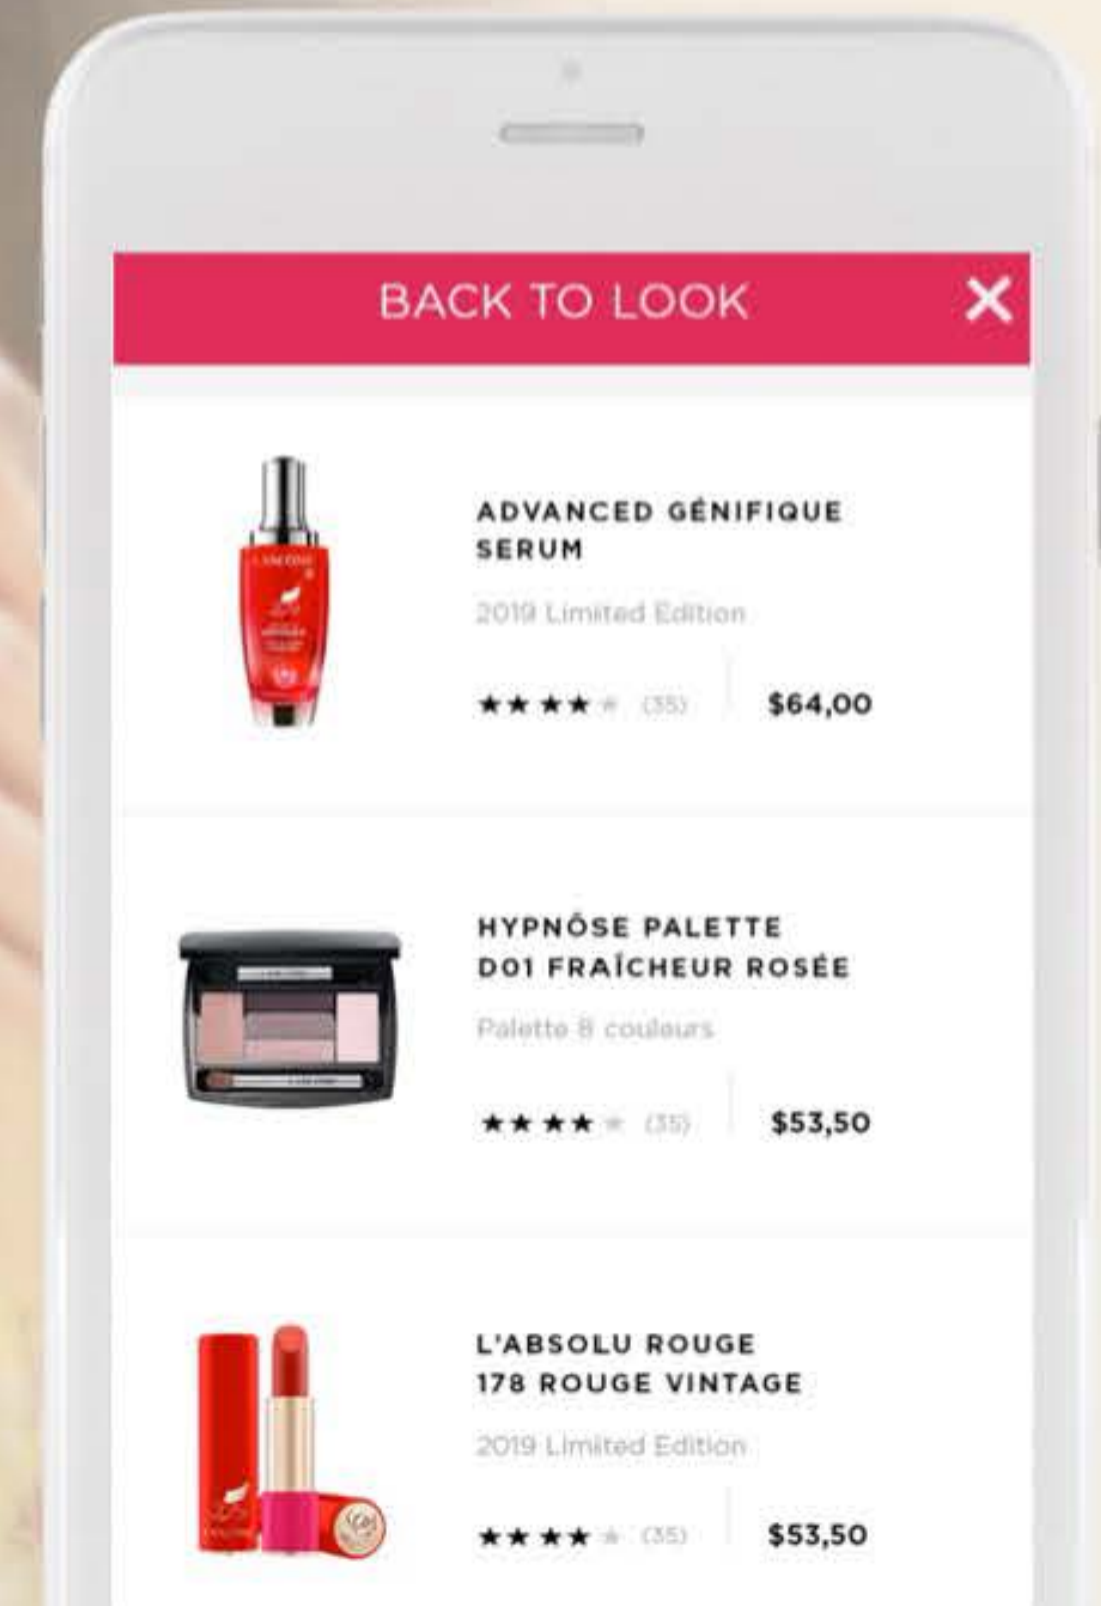 BACK TO LOOK
ADVANCED GÉNIFIQUE
SERUM
2019 Limited Edition
(35)
$64,00
LANCÔME
HYPNÔSE PALETTE
D01 FRAÎCHEUR ROSÉE
Palette 8 couleurs
(35)
$53,50
L'ABSOLU ROUGE
178 ROUGE VINTAGE
2019 Limited Edition
(35)
$53,50